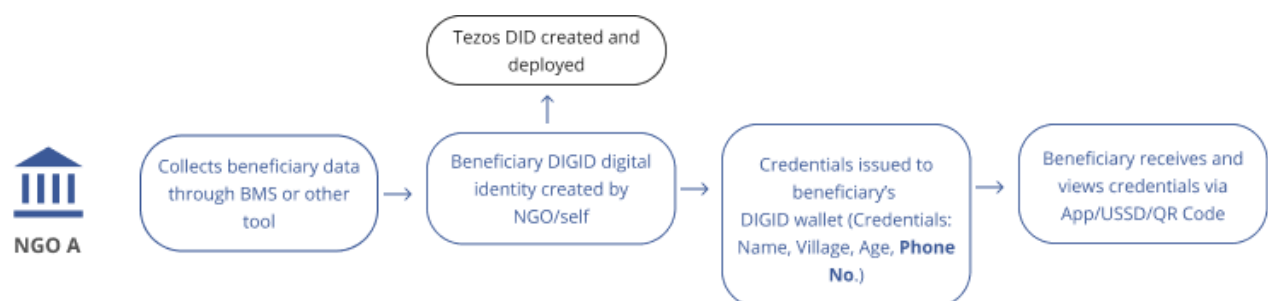 Tezos DID created and
deployed
NGO A
Collects beneficiary data
through BMS or other
tool
Beneficiary DIGID digital
identity created by
NGO/self
Credentials issued to
beneficiary's
DIGID wallet (Credentials:
Name, Village, Age, Phone
No.)
Beneficiary receives and
views credentials via
App/USSD/QR Code